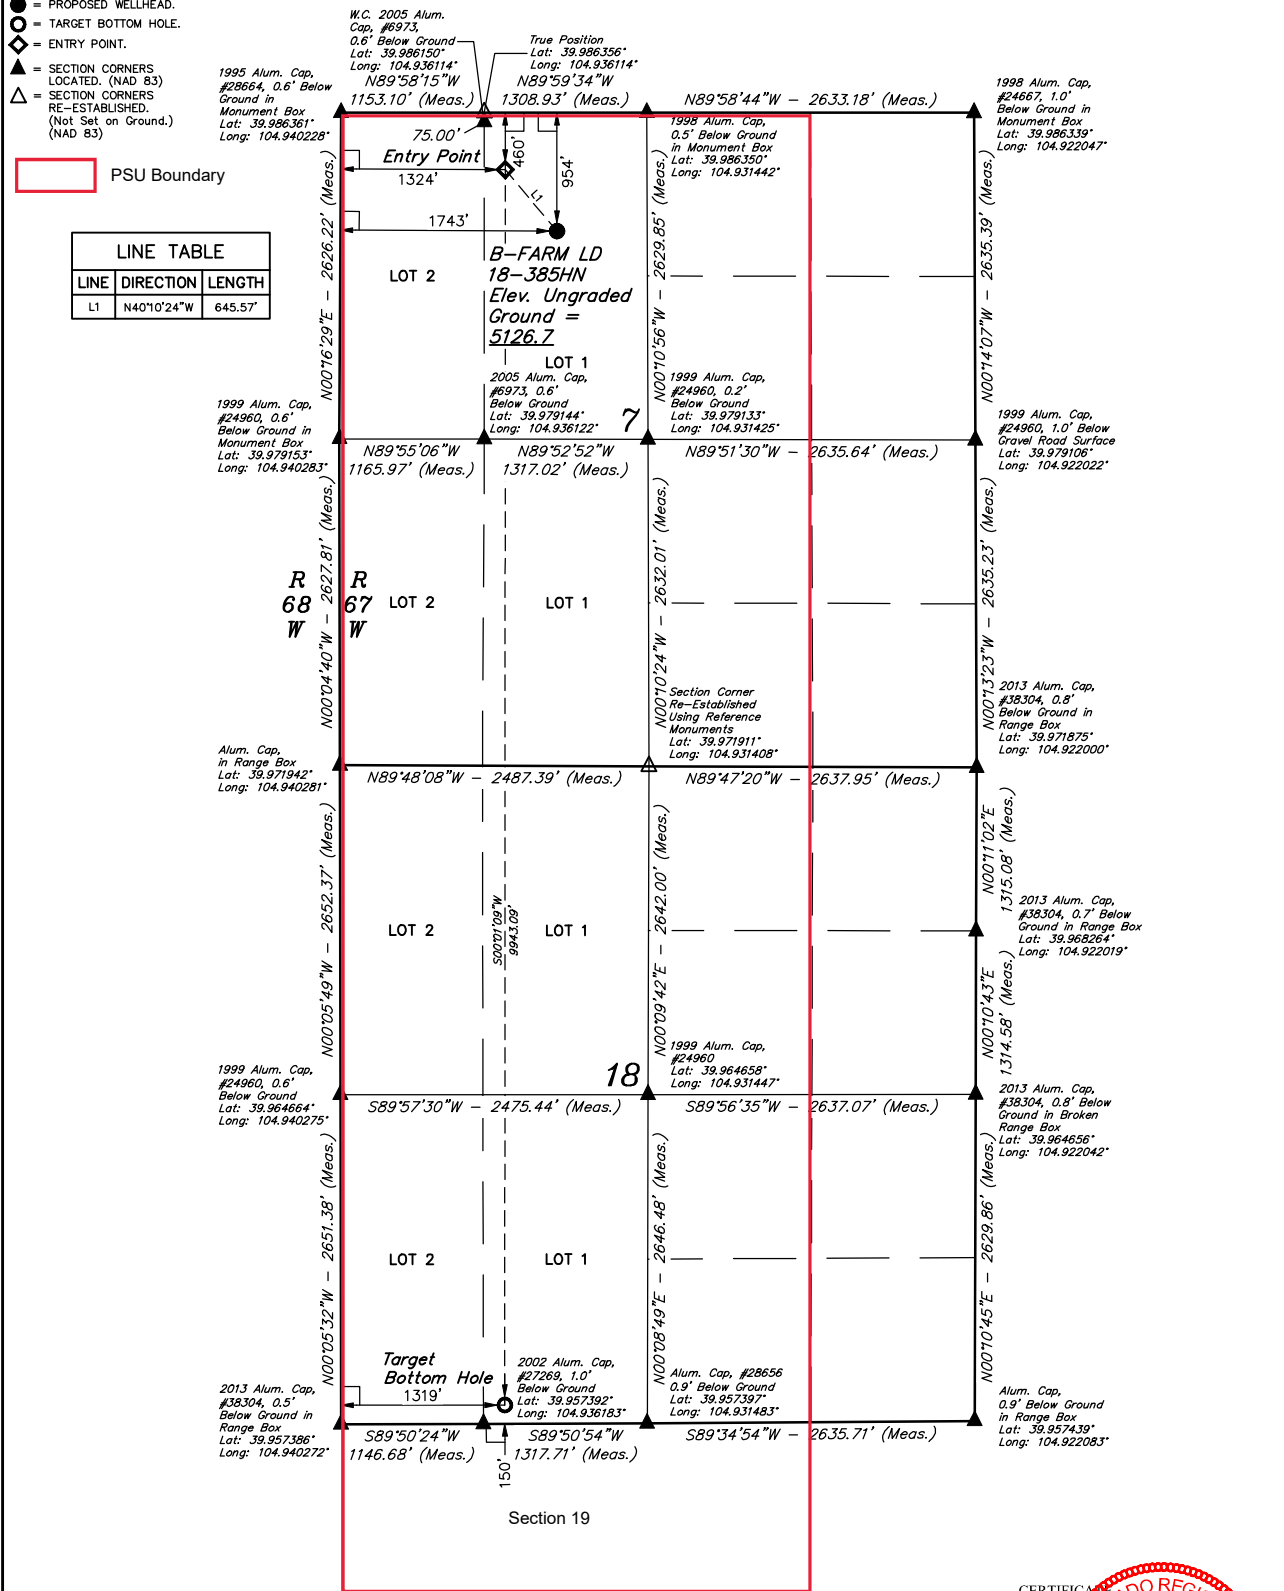 = PROPOSED WELLHEAD.
= TARGET BOTTOM HOLE.
= ENTRY POINT.
= SECTION CORNERS
LOCATED. (NAD 83)
= SECTION CORNERS
RE-ESTABLISHED.
(Not Set on Ground.)
(NAD 83)
PSU Boundary
LINE TABLE
LINE DIRECTION LENGTH
L1 N40°10'24"W 645.57'
W.C. 2005 Alum.
Cap, #6973,
0.6' Below Ground
Lat: 39.986150°
Long: 104.936114°
True Position
Lat: 39.986356°
Long: 104.936114°
N89°58'15"W
1153.10' (Meas.)
N89°59'34"W
1308.93' (Meas.)
N89°58'44"W – 2633.18' (Meas.)
1995 Alum. Cap,
#28664, 0.6' Below
Ground in
Monument Box
Lat: 39.986361°
Long: 104.940228°
1998 Alum. Cap,
#24667, 1.0'
Below Ground in
Monument Box
Lat: 39.986339°
Long: 104.922047°
1998 Alum. Cap,
0.5' Below Ground
in Monument Box
Lat: 39.986350°
Long: 104.931442°
75.00'
Entry Point
1324'
460'
954'
L1
1743'
B-FARM LD
18-385HN
Elev. Ungraded
Ground =
5126.7
LOT 2
LOT 1
N00°16'29"E – 2626.22' (Meas.)
N00°10'56"W – 2629.85' (Meas.)
N00°14'07"W – 2635.39' (Meas.)
1999 Alum. Cap,
#24960, 0.6'
Below Ground in
Monument Box
Lat: 39.979153°
Long: 104.940283°
2005 Alum. Cap,
#6973, 0.6'
Below Ground
Lat: 39.979144°
Long: 104.936122°
7
1999 Alum. Cap,
#24960, 0.2'
Below Ground
Lat: 39.979133°
Long: 104.931425°
1999 Alum. Cap,
#24960, 1.0' Below
Gravel Road Surface
Lat: 39.979106°
Long: 104.922022°
N89°55'06"W
1165.97' (Meas.)
N89°52'52"W
1317.02' (Meas.)
N89°51'30"W – 2635.64' (Meas.)
N00°04'40"W – 2627.81' (Meas.)
N00°10'24"W – 2632.01' (Meas.)
N00°13'23"W – 2635.23' (Meas.)
R
68
W
R
67
W
LOT 2
LOT 1
Section Corner
Re-Established
Using Reference
Monuments
Lat: 39.971911°
Long: 104.931408°
2013 Alum. Cap,
#38304, 0.8'
Below Ground in
Range Box
Lat: 39.971875°
Long: 104.922000°
Alum. Cap,
in Range Box
Lat: 39.971942°
Long: 104.940281°
N89°48'08"W – 2487.39' (Meas.)
N89°47'20"W – 2637.95' (Meas.)
N00°05'49"W – 2652.37' (Meas.)
S00°01'09"W
9943.09'
N00°09'42"E – 2642.00' (Meas.)
N00°11'02"E
1315.08' (Meas.)
2013 Alum. Cap,
#38304, 0.7' Below
Ground in Range Box
Lat: 39.968264°
Long: 104.922019°
N00°10'43"E
1314.58' (Meas.)
LOT 2
LOT 1
1999 Alum. Cap,
#24960, 0.6'
Below Ground
Lat: 39.964664°
Long: 104.940275°
18
1999 Alum. Cap,
#24960
Lat: 39.964658°
Long: 104.931447°
2013 Alum. Cap,
#38304, 0.8' Below
Ground in Broken
Range Box
Lat: 39.964656°
Long: 104.922042°
S89°57'30"W – 2475.44' (Meas.)
S89°56'35"W – 2637.07' (Meas.)
N00°05'32"W – 2651.38' (Meas.)
N00°08'49"E – 2646.48' (Meas.)
N00°10'45"E – 2629.86' (Meas.)
LOT 2
LOT 1
Target
Bottom Hole
1319'
2013 Alum. Cap,
#38304, 0.5'
Below Ground in
Range Box
Lat: 39.957386°
Long: 104.940272°
2002 Alum. Cap,
#27269, 1.0'
Below Ground
Lat: 39.957392°
Long: 104.936183°
Alum. Cap, #28656
0.9' Below Ground
Lat: 39.957397°
Long: 104.931483°
Alum. Cap,
0.9' Below Ground
in Range Box
Lat: 39.957439°
Long: 104.922083°
S89°50'24"W
1146.68' (Meas.)
S89°50'54"W
1317.71' (Meas.)
S89°34'54"W – 2635.71' (Meas.)
150'
Section 19